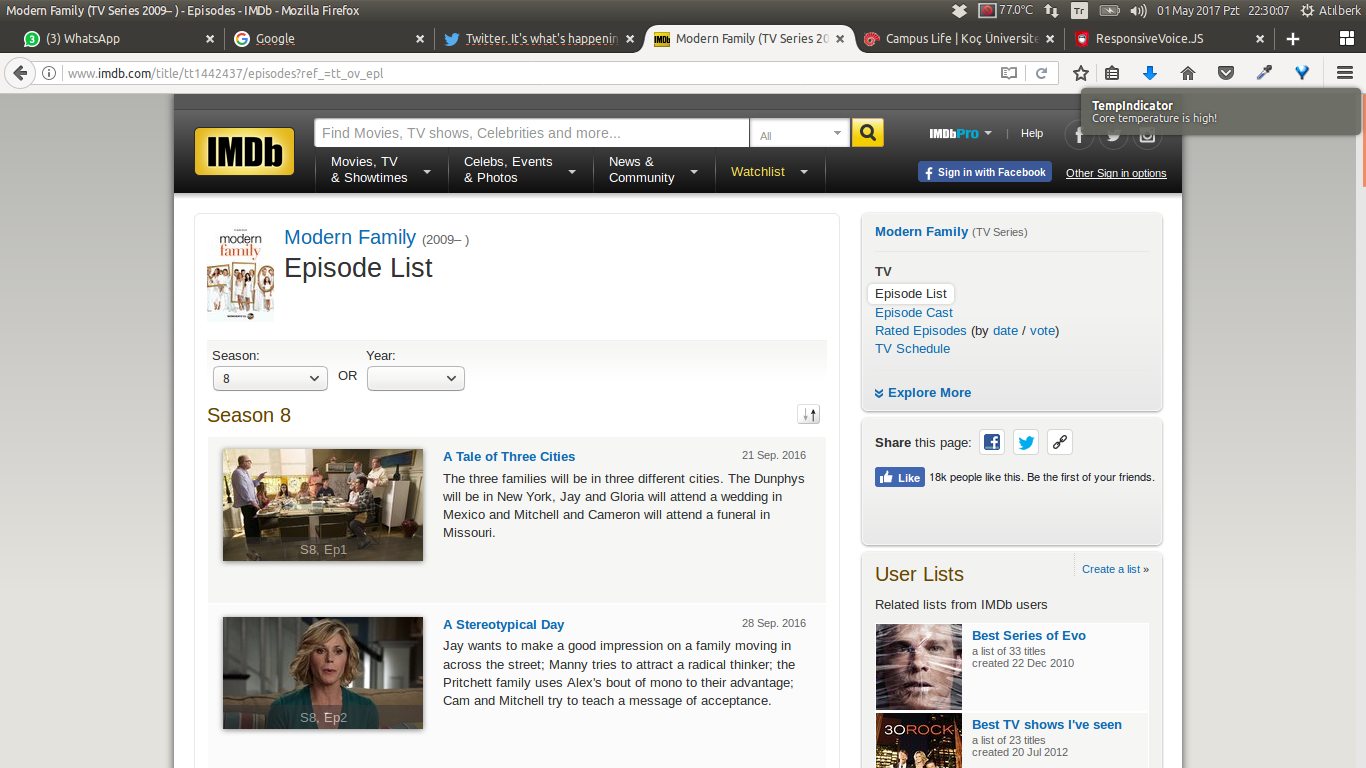 Modern Family (TV Series 2009– ) - Episodes - IMDb - Mozilla Firefox
77.0°C
Tr
01 May 2017 Pzt
22:30:07
Atılberk
3
(3) WhatsApp
Google
Twitter. It's what's happenin
IMDb
Modern Family (TV Series 20
Campus Life | Koç Üniversite
ResponsiveVoice.JS
www.imdb.com/title/tt1442437/episodes?ref_=tt_ov_epl
TempIndicator
Core temperature is high!
IMDb
Find Movies, TV shows, Celebrities and more...
All
IMDbPro
Help
Movies, TV
& Showtimes
Celebs, Events
& Photos
News &
Community
Watchlist
Sign in with Facebook
Other Sign in options
modern
family
Modern Family (2009– )
Episode List
Season:
8
OR
Year:
Season 8
S8, Ep1
A Tale of Three Cities
21 Sep. 2016
The three families will be in three different cities. The Dunphys
will be in New York, Jay and Gloria will attend a wedding in
Mexico and Mitchell and Cameron will attend a funeral in
Missouri.
S8, Ep2
A Stereotypical Day
28 Sep. 2016
Jay wants to make a good impression on a family moving in
across the street; Manny tries to attract a radical thinker; the
Pritchett family uses Alex's bout of mono to their advantage;
Cam and Mitchell try to teach a message of acceptance.
Modern Family (TV Series)
TV
Episode List
Episode Cast
Rated Episodes (by date / vote)
TV Schedule
Explore More
Share this page:
Like
18k people like this. Be the first of your friends.
User Lists
Create a list »
Related lists from IMDb users
Best Series of Evo
a list of 33 titles
created 22 Dec 2010
30 ROCK
Best TV shows I've seen
a list of 23 titles
created 20 Jul 2012